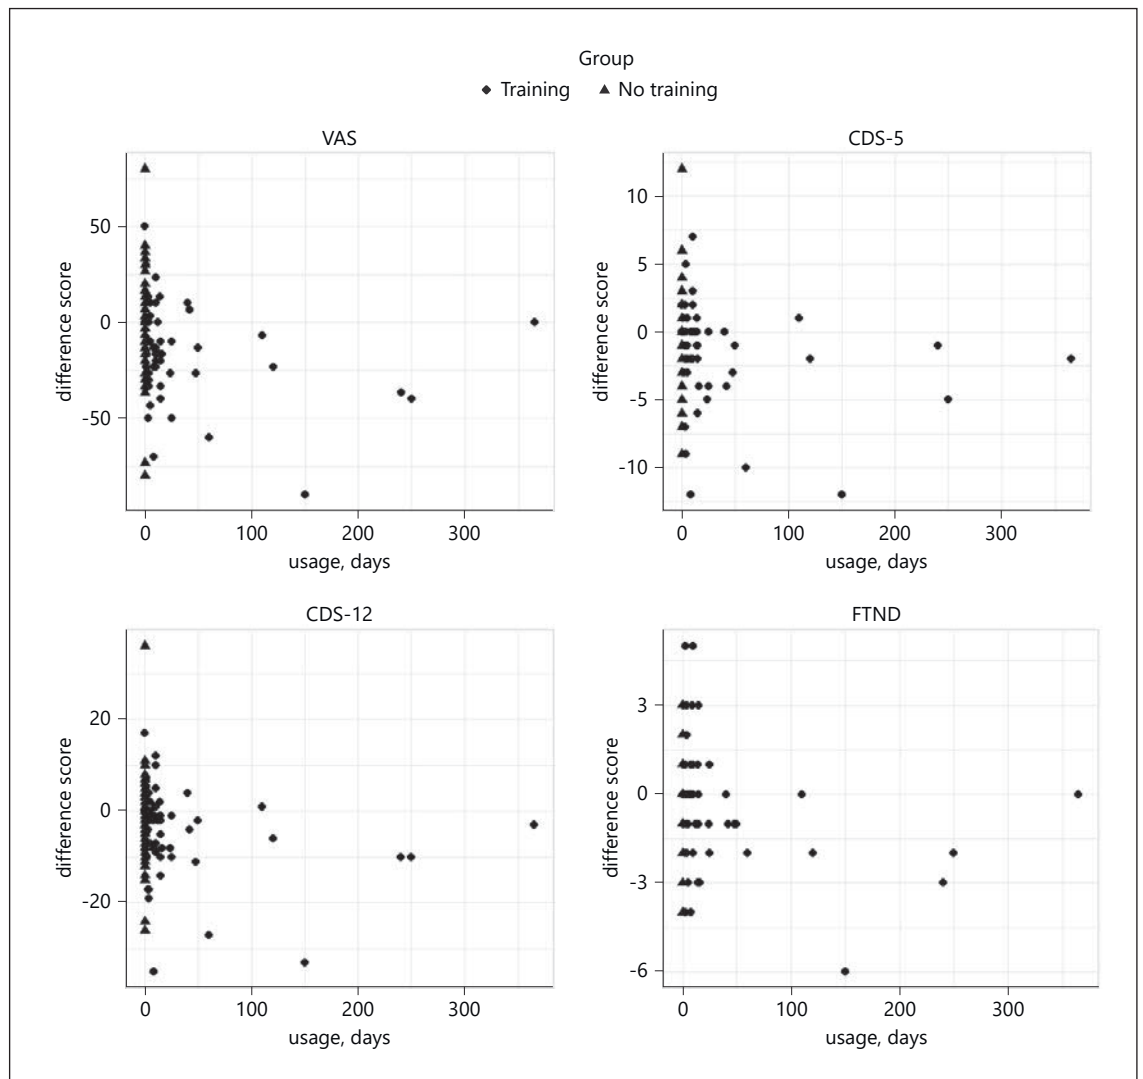 Group
Training No training
VAS
50
0
-50
difference score
0 100 200 300
usage, days
CDS-5
10
5
0
-5
-10
difference score
0 100 200 300
usage, days
CDS-12
20
0
-20
difference score
0 100 200 300
usage, days
FTND
3
0
-3
-6
difference score
0 100 200 300
usage, days